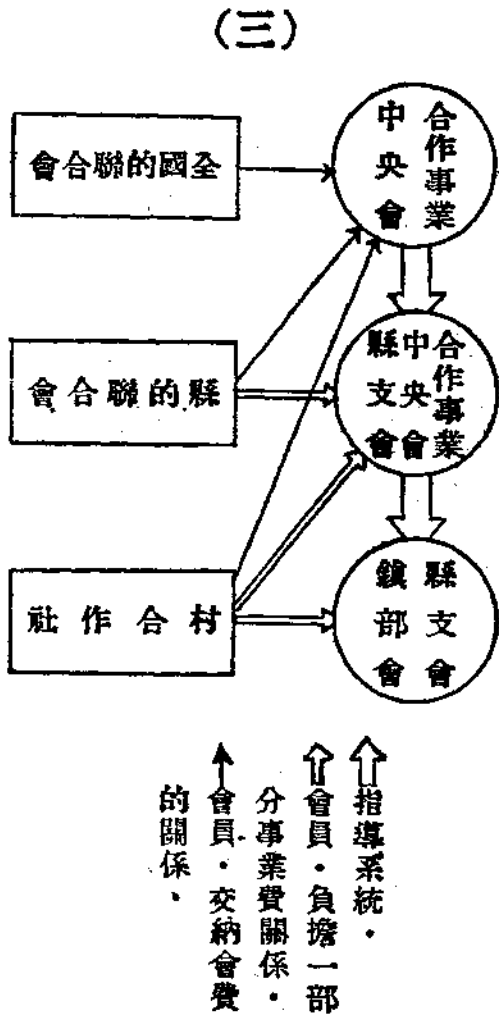 (三)
合作事業
中央會
全國的聯合會
合作事業
中央會
縣支會
縣的聯合會
縣支會
鎮部會
村合作社
指導系統・
會員・負擔一部
分事業費關係・
會員・交納會費
的關係、